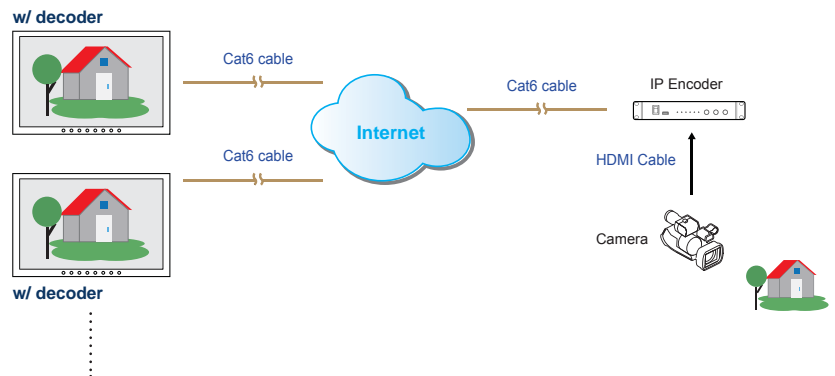 w/ decoder
Cat6 cable
Cat6 cable
IP Encoder
Internet
Cat6 cable
HDMI Cable
Camera
w/ decoder